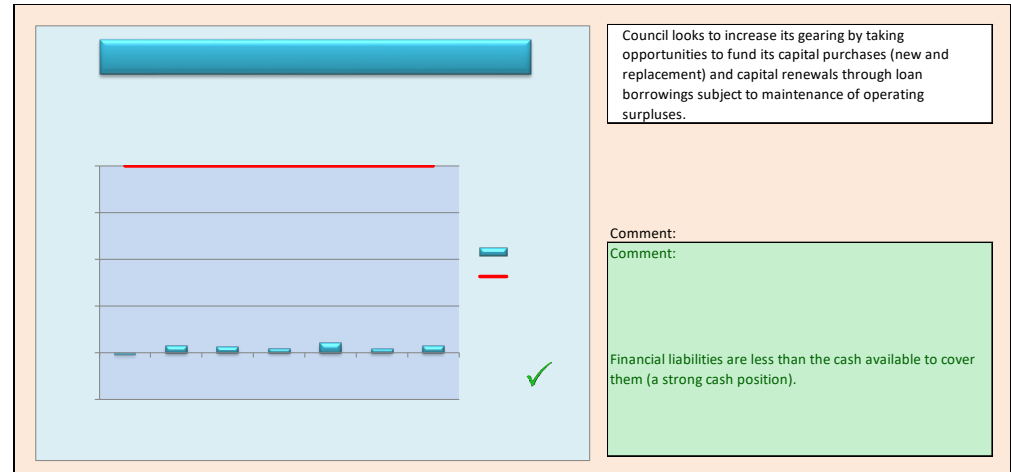 Council looks to increase its gearing by taking
opportunities to fund its capital purchases (new and
replacement) and capital renewals through loan
borrowings subject to maintenance of operating
surpluses.
Comment:
Comment:
Financial liabilities are less than the cash available to cover
them (a strong cash position).